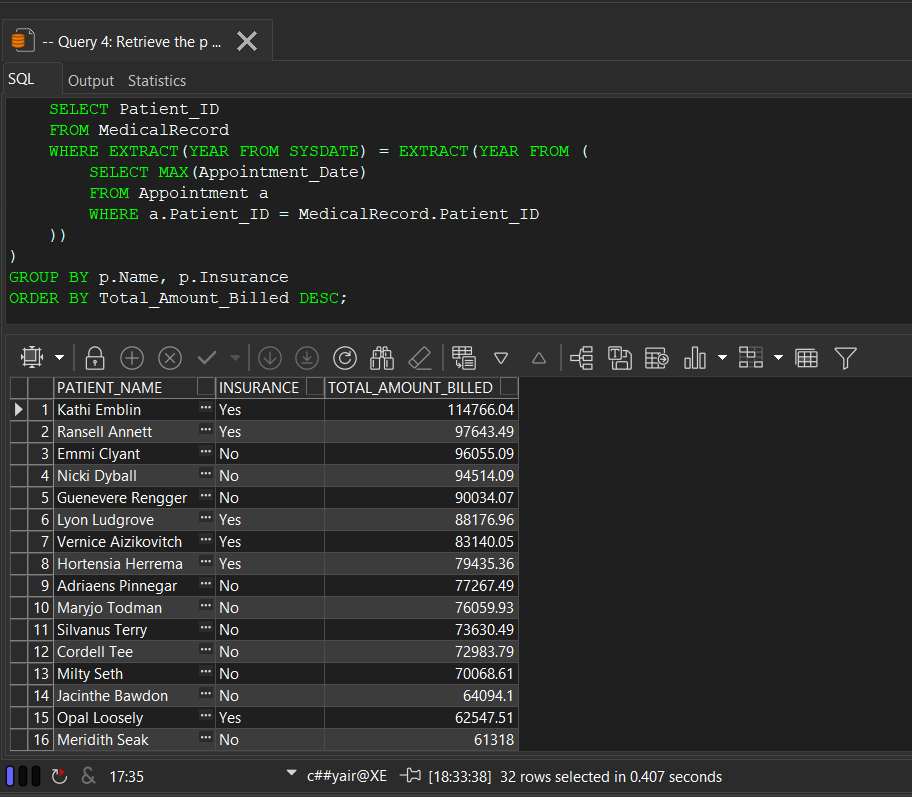 -- Query 4: Retrieve the p ...
SQL Output Statistics
SELECT Patient_ID
FROM MedicalRecord
WHERE EXTRACT(YEAR FROM SYSDATE) = EXTRACT(YEAR FROM (
SELECT MAX(Appointment_Date)
FROM Appointment a
WHERE a.Patient_ID = MedicalRecord.Patient_ID
))
)
GROUP BY p.Name, p.Insurance
ORDER BY Total_Amount_Billed DESC;
PATIENT_NAME INSURANCE TOTAL_AMOUNT_BILLED
1 Kathi Emblin ... Yes 114766.04
2 Ransell Annett ... Yes 97643.49
3 Emmi Clyant ... No 96055.09
4 Nicki Dyball ... No 94514.09
5 Guenevere Rengger ... No 90034.07
6 Lyon Ludgrove ... Yes 88176.96
7 Vernice Aizikovitch ... Yes 83140.05
8 Hortensia Herrema ... Yes 79435.36
9 Adriaens Pinnegar ... No 77267.49
10 Maryjo Todman ... No 76059.93
11 Silvanus Terry ... No 73630.49
12 Cordell Tee ... No 72983.79
13 Milty Seth ... No 70068.61
14 Jacinthe Bawdon ... No 64094.1
15 Opal Loosely ... Yes 62547.51
16 Meridith Seak ... No 61318
& 17:35 c##yair@XE [18:33:38] 32 rows selected in 0.407 seconds